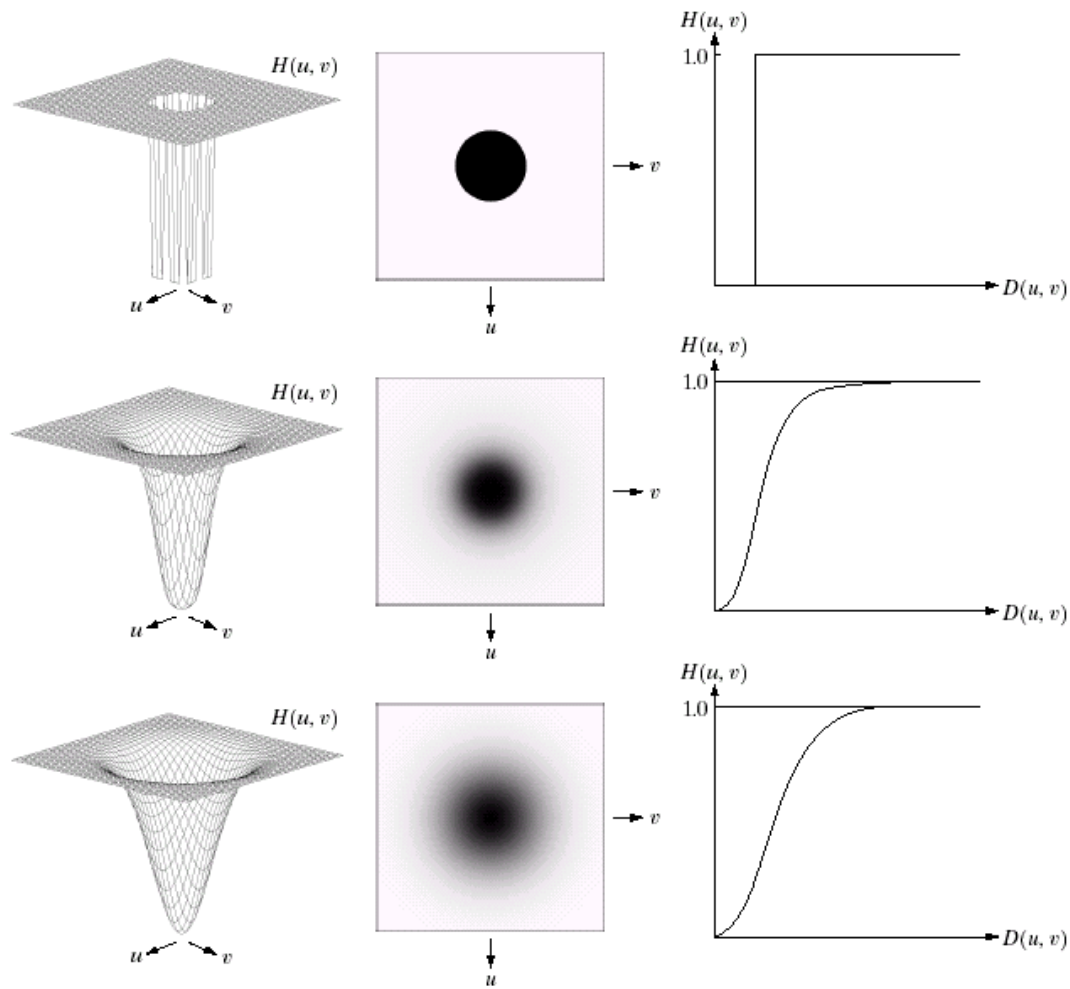 H(u, v)
u
v
v
u
H(u, v)
1.0
D(u, v)
H(u, v)
u
v
v
u
H(u, v)
1.0
D(u, v)
H(u, v)
u
v
v
u
H(u, v)
1.0
D(u, v)